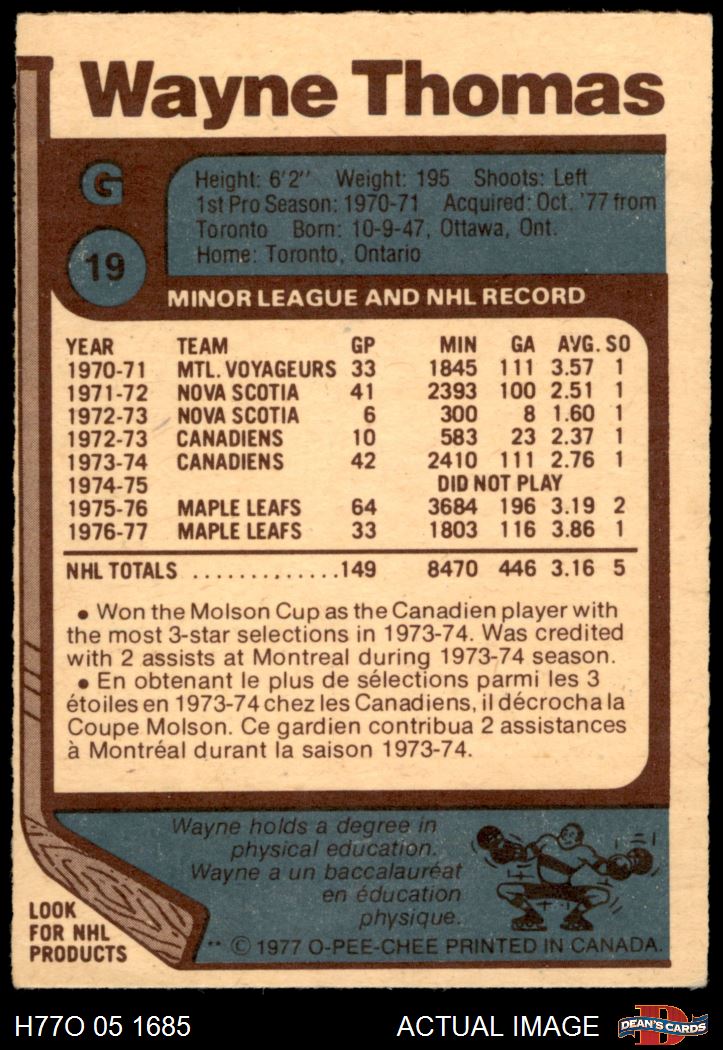 Wayne Thomas
G
19
Height: 6'2" Weight: 195 Shoots: Left
1st Pro Season: 1970-71 Acquired: Oct. '77 from
Toronto Born: 10-9-47, Ottawa, Ont.
Home: Toronto, Ontario
MINOR LEAGUE AND NHL RECORD
YEAR TEAM GP MIN GA AVG. SO
1970-71 MTL. VOYAGEURS 33 1845 111 3.57 1
1971-72 NOVA SCOTIA 41 2393 100 2.51 1
1972-73 NOVA SCOTIA 6 300 8 1.60 1
1972-73 CANADIENS 10 583 23 2.37 1
1973-74 CANADIENS 42 2410 111 2.76 1
1974-75 DID NOT PLAY
1975-76 MAPLE LEAFS 64 3684 196 3.19 2
1976-77 MAPLE LEAFS 33 1803 116 3.86 1
NHL TOTALS ..............149 8470 446 3.16 5
• Won the Molson Cup as the Canadien player with
the most 3-star selections in 1973-74. Was credited
with 2 assists at Montreal during 1973-74 season.
• En obtenant le plus de sélections parmi les 3
étoiles en 1973-74 chez les Canadiens, il décrocha la
Coupe Molson. Ce gardien contribua 2 assistances
à Montréal durant la saison 1973-74.
Wayne holds a degree in
physical education.
Wayne a un baccalauréat
en éducation
physique.
LOOK
FOR NHL
PRODUCTS
** © 1977 O-PEE-CHEE PRINTED IN CANADA.
H77O 05 1685 ACTUAL IMAGE
D
DEAN'S CARDS